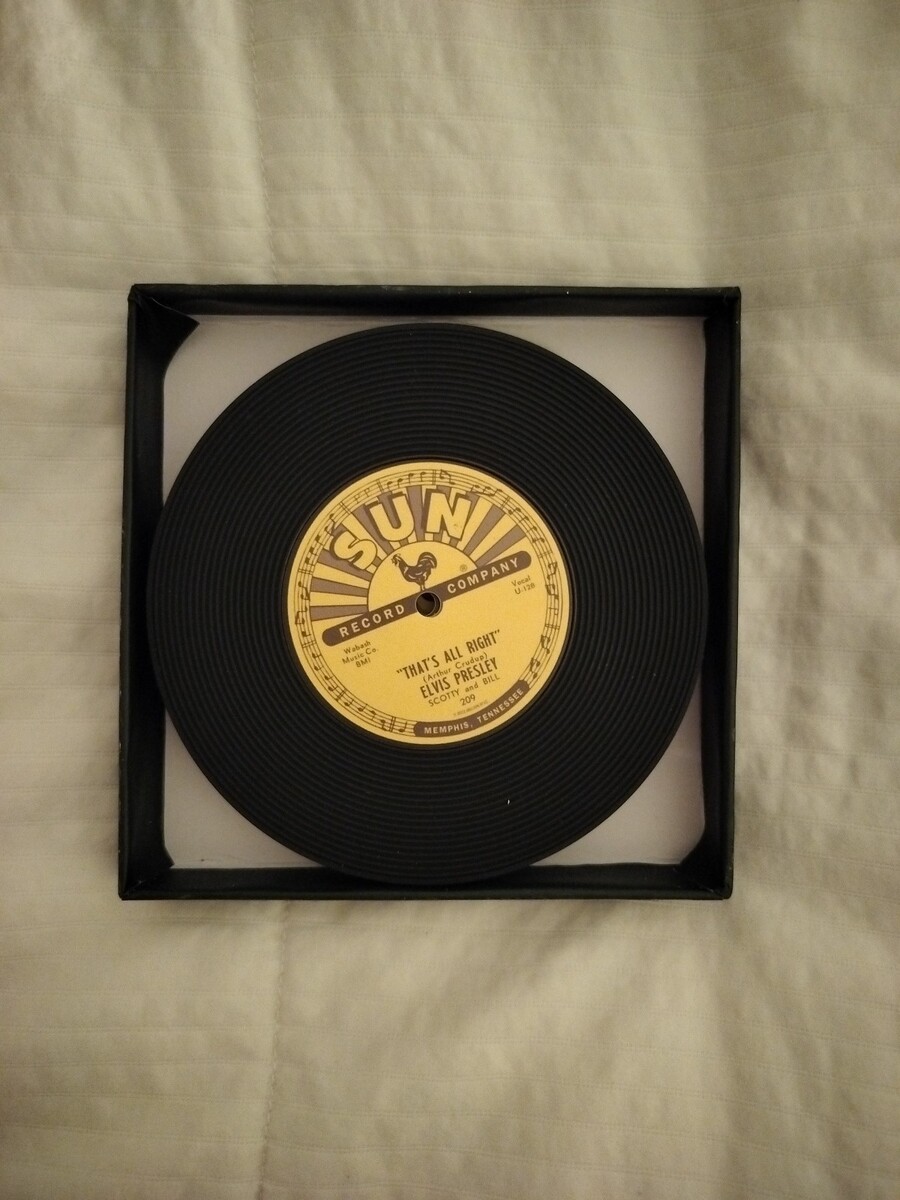 SUN
®
RECORD COMPANY
Vocal
U-128
Wabash
Music Co.
BMI
"THAT'S ALL RIGHT"
(Arthur Crudup)
ELVIS PRESLEY
SCOTTY and BILL
209
MEMPHIS, TENNESSEE